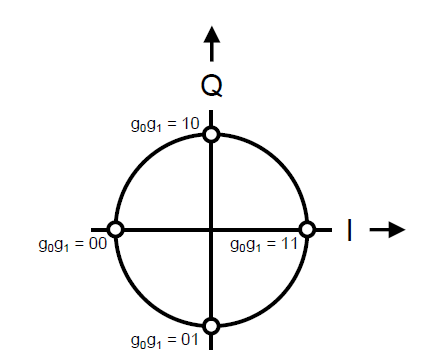 Q
g₀g₁ = 10
I
g₀g₁ = 00
g₀g₁ = 11
g₀g₁ = 01